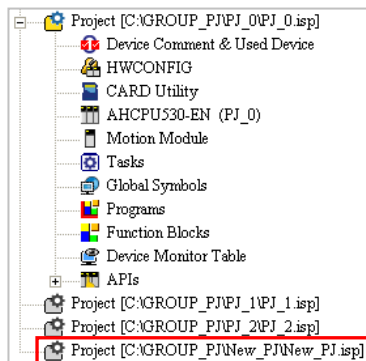 Project [C:\GROUP_PJ\PJ_0\PJ_0.isp]
Device Comment & Used Device
HWCONFIG
CARD Utility
AHCPU530-EN (PJ_0)
Motion Module
Tasks
Global Symbols
Programs
Function Blocks
Device Monitor Table
APIs
Project [C:\GROUP_PJ\PJ_1\PJ_1.isp]
Project [C:\GROUP_PJ\PJ_2\PJ_2.isp]
Project [C:\GROUP_PJ\New_PJ\New_PJ.isp]